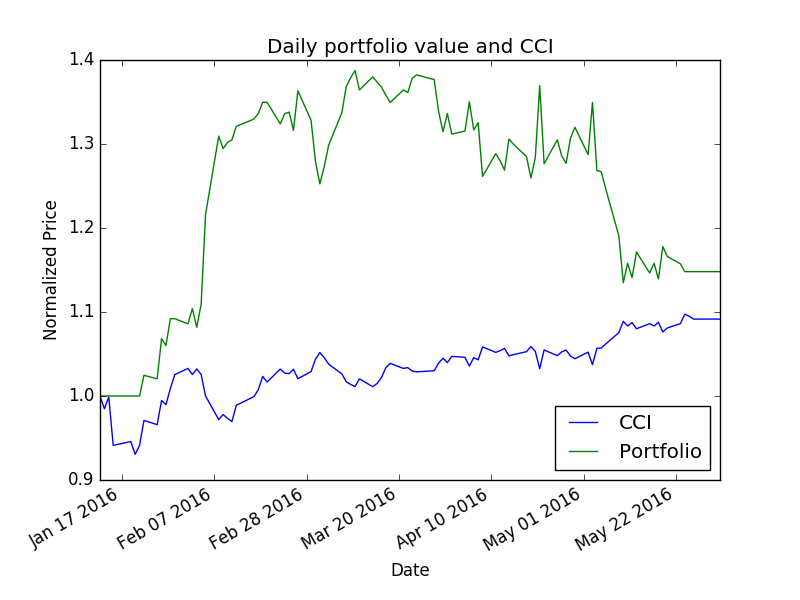 Daily portfolio value and CCI
1.4
1.3
1.2
1.1
1.0
0.9
Normalized Price
CCI
Portfolio
Jan 17 2016
Feb 07 2016
Feb 28 2016
Mar 20 2016
Apr 10 2016
May 01 2016
May 22 2016
Date